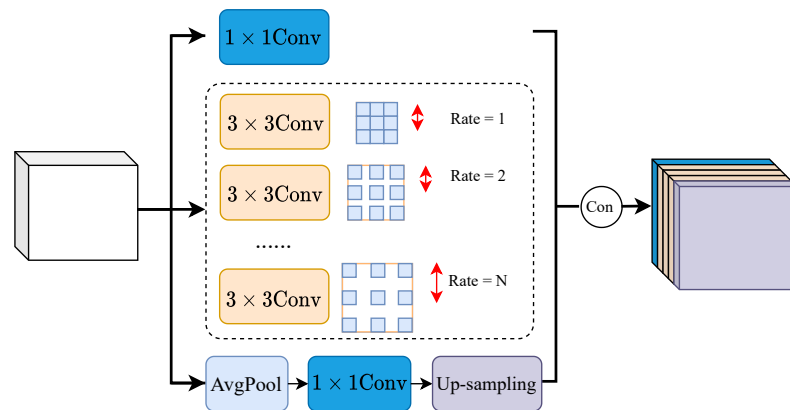 1 × 1Conv
3 × 3Conv
Rate = 1
3 × 3Conv
Rate = 2
......
3 × 3Conv
Rate = N
Con
AvgPool
1 × 1Conv
Up-sampling